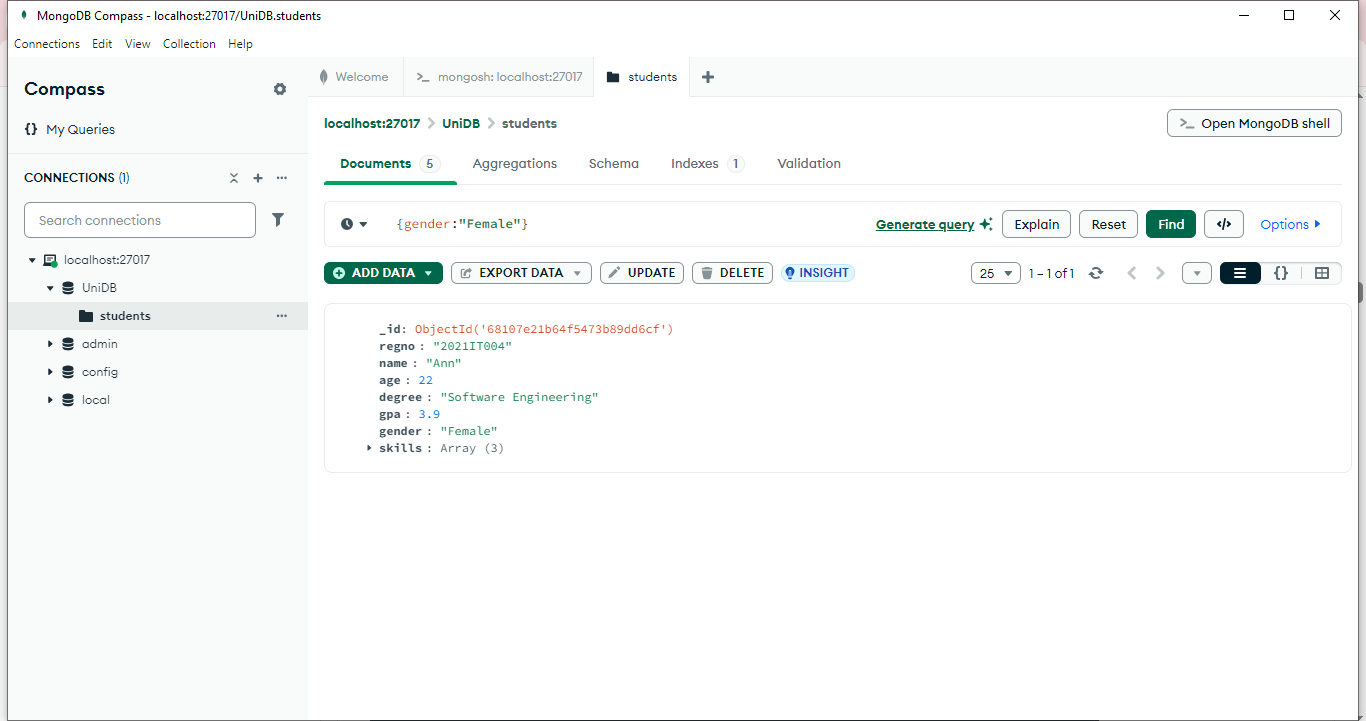 MongoDB Compass - localhost:27017/UniDB.students
Connections Edit View Collection Help
Compass
{} My Queries
CONNECTIONS (1)
Search connections
localhost:27017
UniDB
students
admin
config
local
Welcome
>_ mongosh: localhost:27017
students
localhost:27017 > UniDB > students
>_ Open MongoDB shell
Documents 5 Aggregations Schema Indexes 1 Validation
{gender:"Female"}
Generate query Explain Reset Find </> Options
ADD DATA EXPORT DATA UPDATE DELETE INSIGHT 25 1 – 1 of 1 {}
_id: ObjectId('68107e21b64f5473b89dd6cf')
regno : "2021IT004"
name : "Ann"
age : 22
degree : "Software Engineering"
gpa : 3.9
gender : "Female"
skills : Array (3)